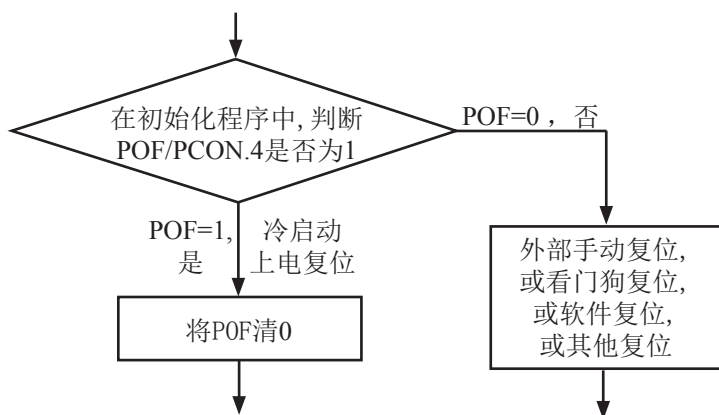 在初始化程序中, 判断
POF/PCON.4是否为1
POF=0 ，否
POF=1, 冷启动
是 上电复位
将POF清0
外部手动复位,
或看门狗复位,
或软件复位,
或其他复位